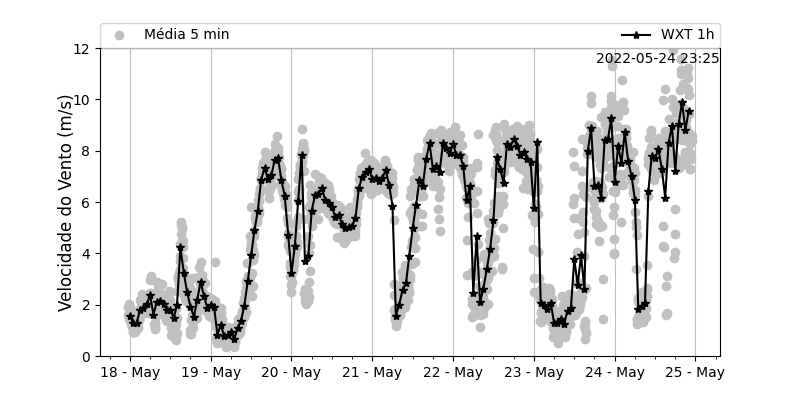 Média 5 min
WXT 1h
2022-05-24 23:25
Velocidade do Vento (m/s)
12
10
8
6
4
2
0
18 - May 19 - May 20 - May 21 - May 22 - May 23 - May 24 - May 25 - May